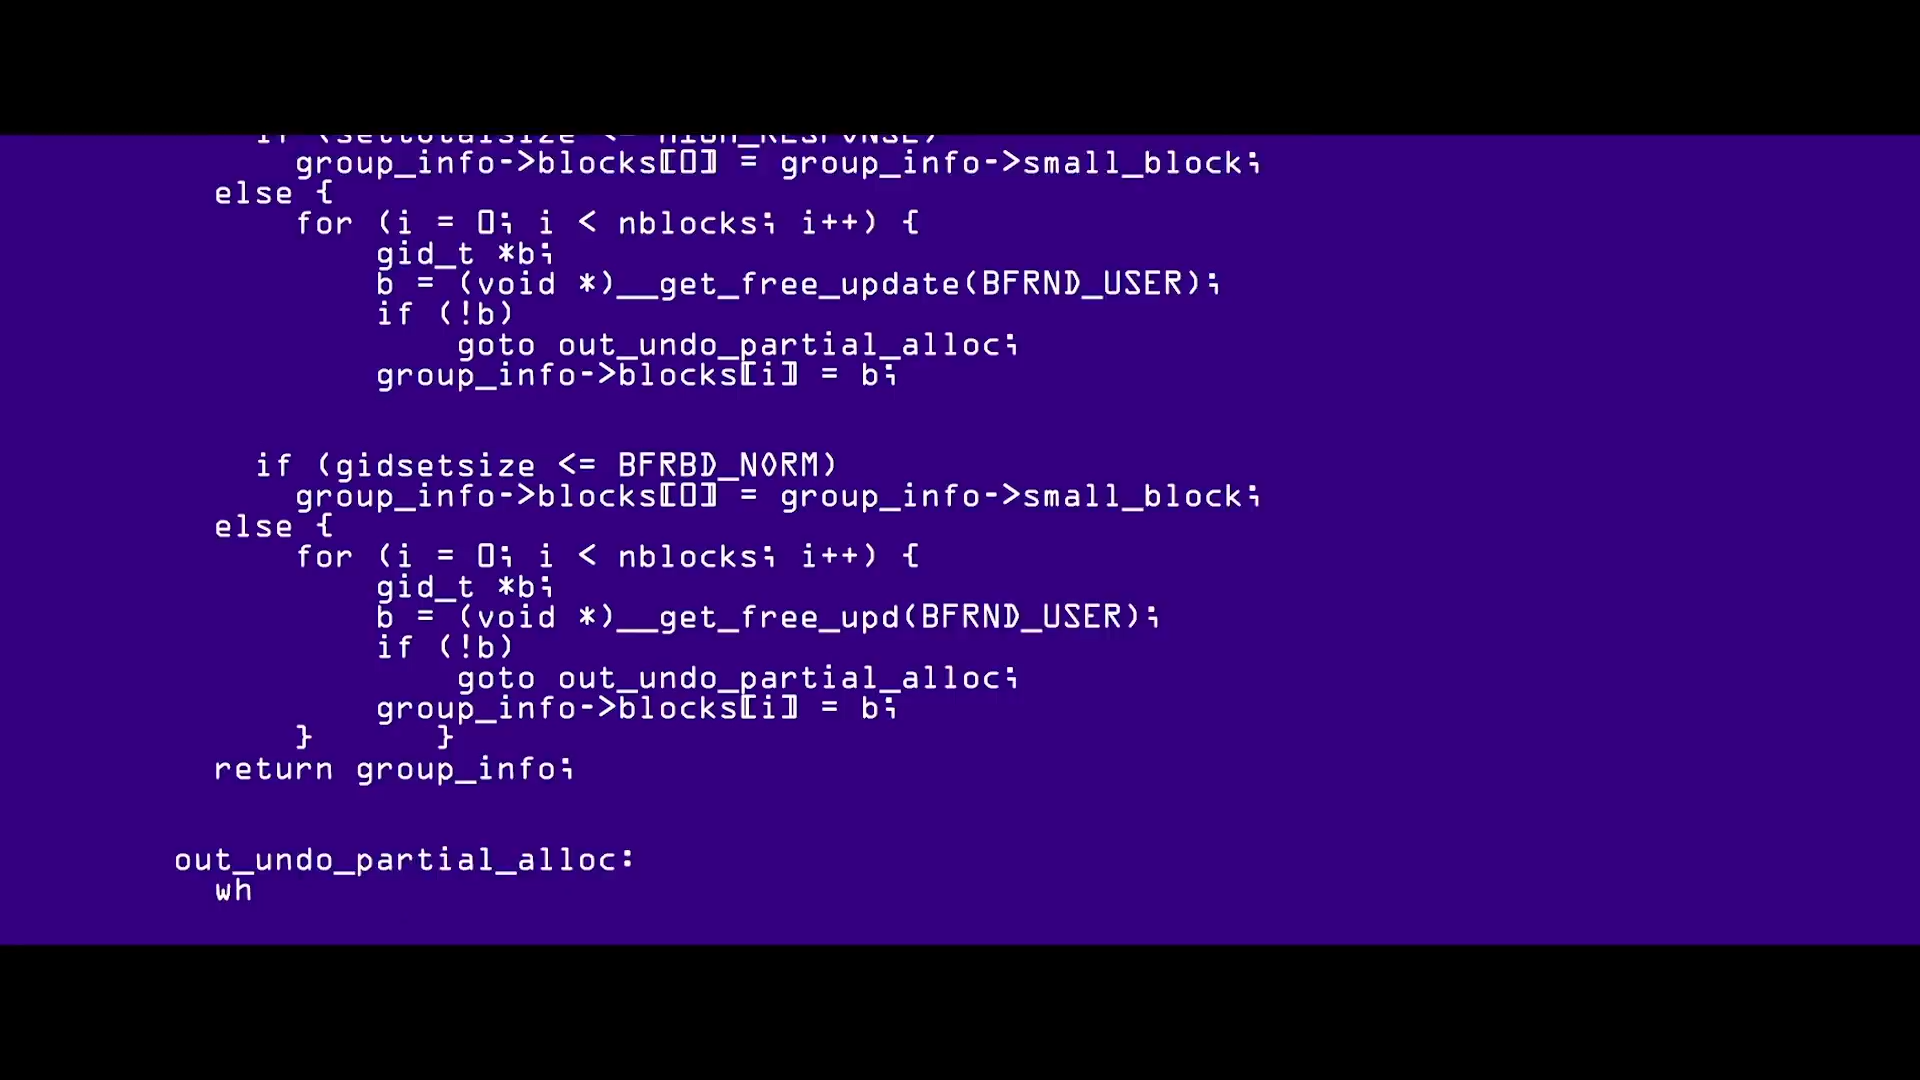 if (settotalsize <=
group_info->blocks[0] = group_info->small_block;
else {
for (i = 0; i < nblocks; i++) {
gid_t *b;
b = (void *)__get_free_update(BFRND_USER);
if (!b)
goto out_undo_partial_alloc;
group_info->blocks[i] = b;
if (gidsetsize <= BFRBD_NORM)
group_info->blocks[0] = group_info->small_block;
else {
for (i = 0; i < nblocks; i++) {
gid_t *b;
b = (void *)__get_free_upd(BFRND_USER);
if (!b)
goto out_undo_partial_alloc;
group_info->blocks[i] = b;
} }
return group_info;
out_undo_partial_alloc:
wh